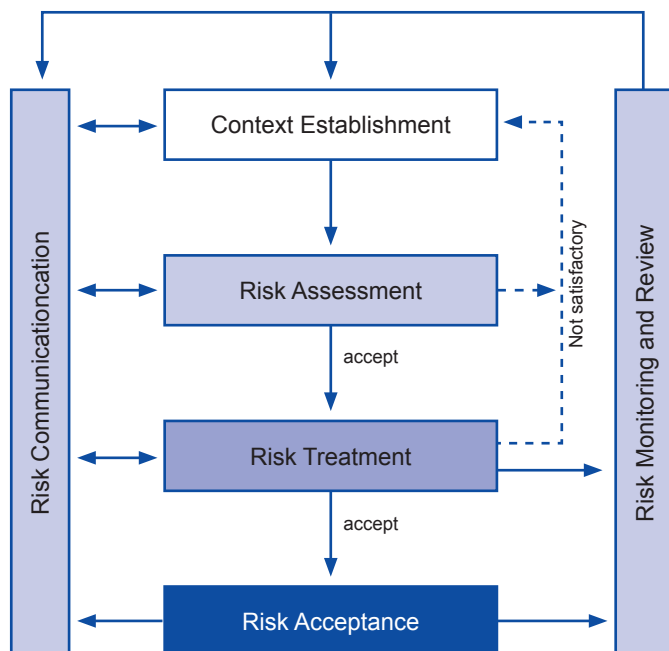 Context Establishment
Risk Communicationcation
Risk Assessment
Not satisfactory
Risk Monitoring and Review
accept
Risk Treatment
accept
Risk Acceptance